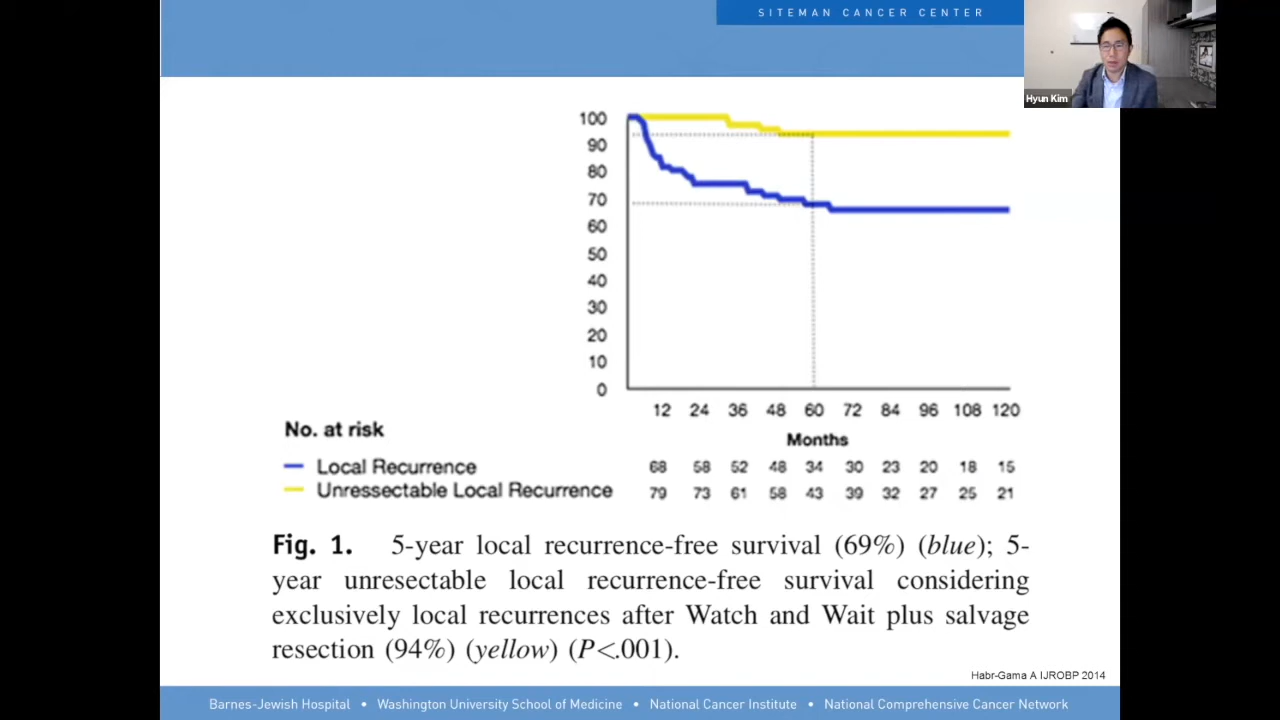 SITEMAN CANCER CENTER
Hyun Kim
100
90
80
70
60
50
40
30
20
10
0
12 24 36 48 60 72 84 96 108 120
Months
No. at risk
Local Recurrence 68 58 52 48 34 30 23 20 18 15
Unressectable Local Recurrence 79 73 61 58 43 39 32 27 25 21
Fig. 1. 5-year local recurrence-free survival (69%) (blue); 5-
year unresectable local recurrence-free survival considering
exclusively local recurrences after Watch and Wait plus salvage
resection (94%) (yellow) (P<.001).
Habr-Gama A IJROBP 2014
Barnes-Jewish Hospital • Washington University School of Medicine • National Cancer Institute • National Comprehensive Cancer Network